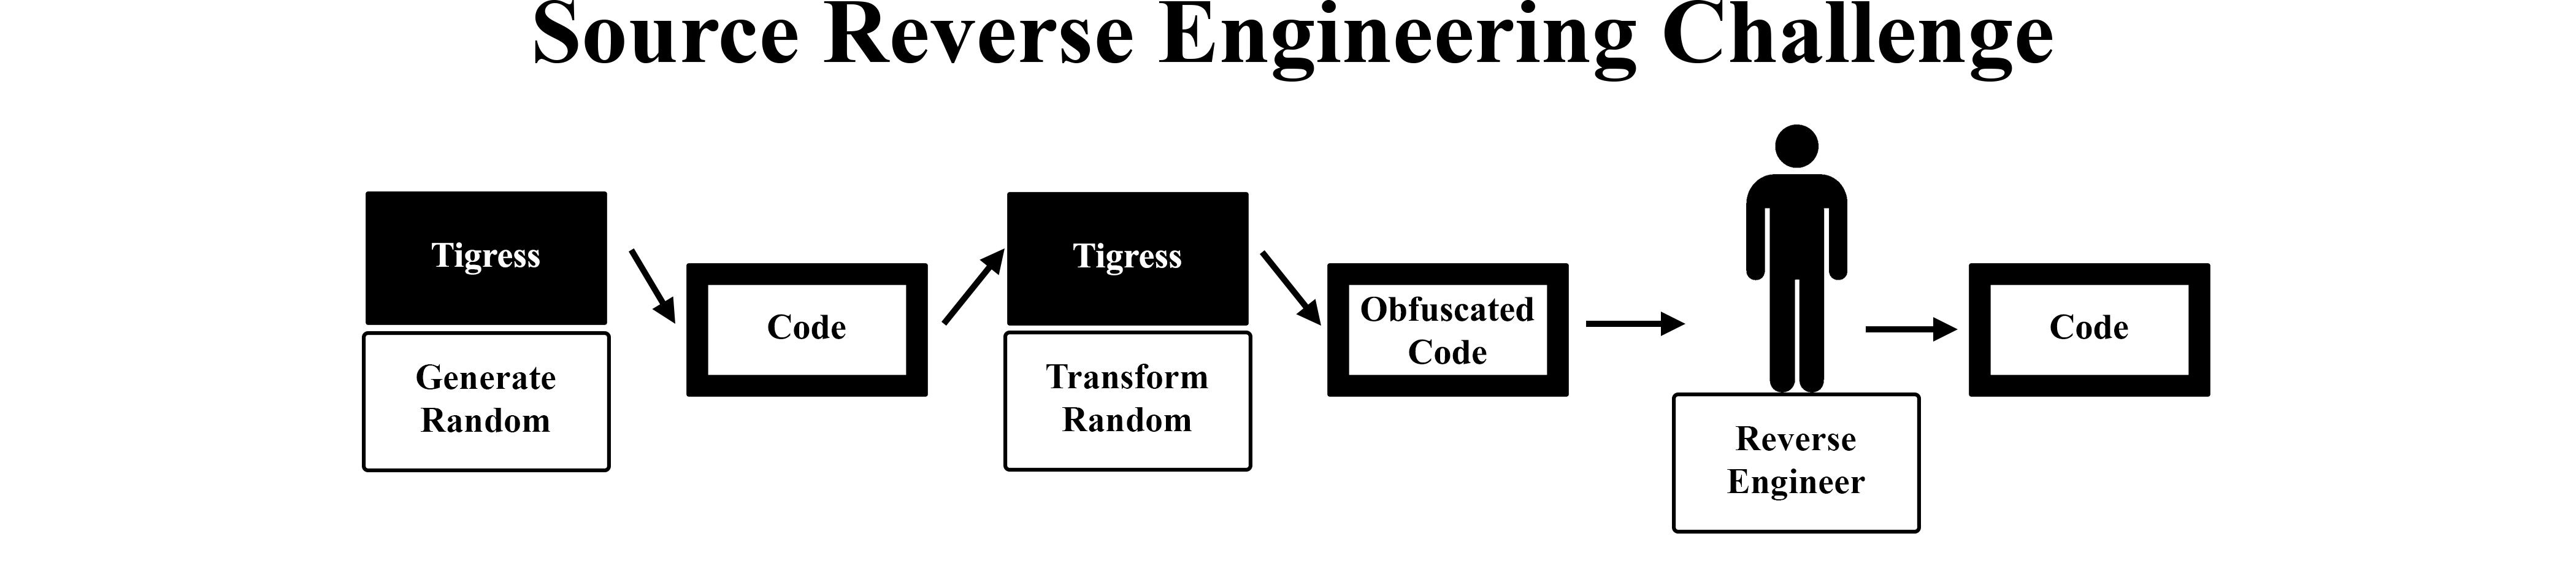 Source Reverse Engineering Challenge
Tigress
Generate
Random
Code
Tigress
Transform
Random
Obfuscated
Code
Reverse
Engineer
Code